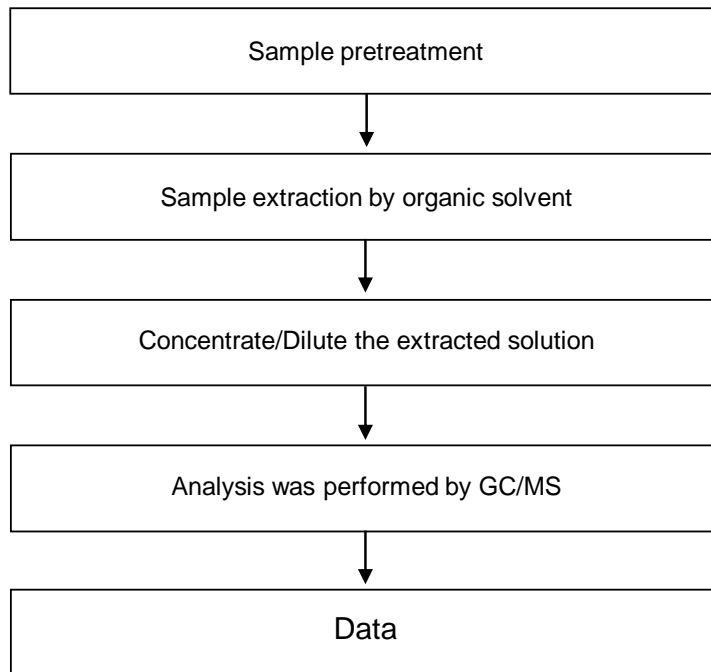 Sample pretreatment
Sample extraction by organic solvent
Concentrate/Dilute the extracted solution
Analysis was performed by GC/MS
Data